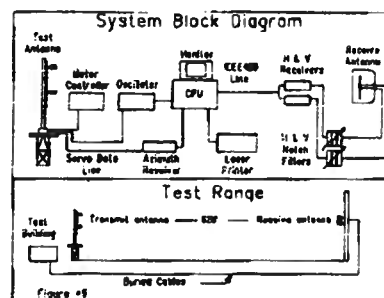 System Block Diagram
Test Antenna
Motor Controller
Oscillator
Monitor
CPU
IEEE488 Line
H & V Receivers
Receive Antenna
H & V Notch Filters
Servo Data Line
Azimuth Receiver
Laser Printer
Test Range
Test Building
Transmit antenna
Receive antenna
Buried Cables
Figure